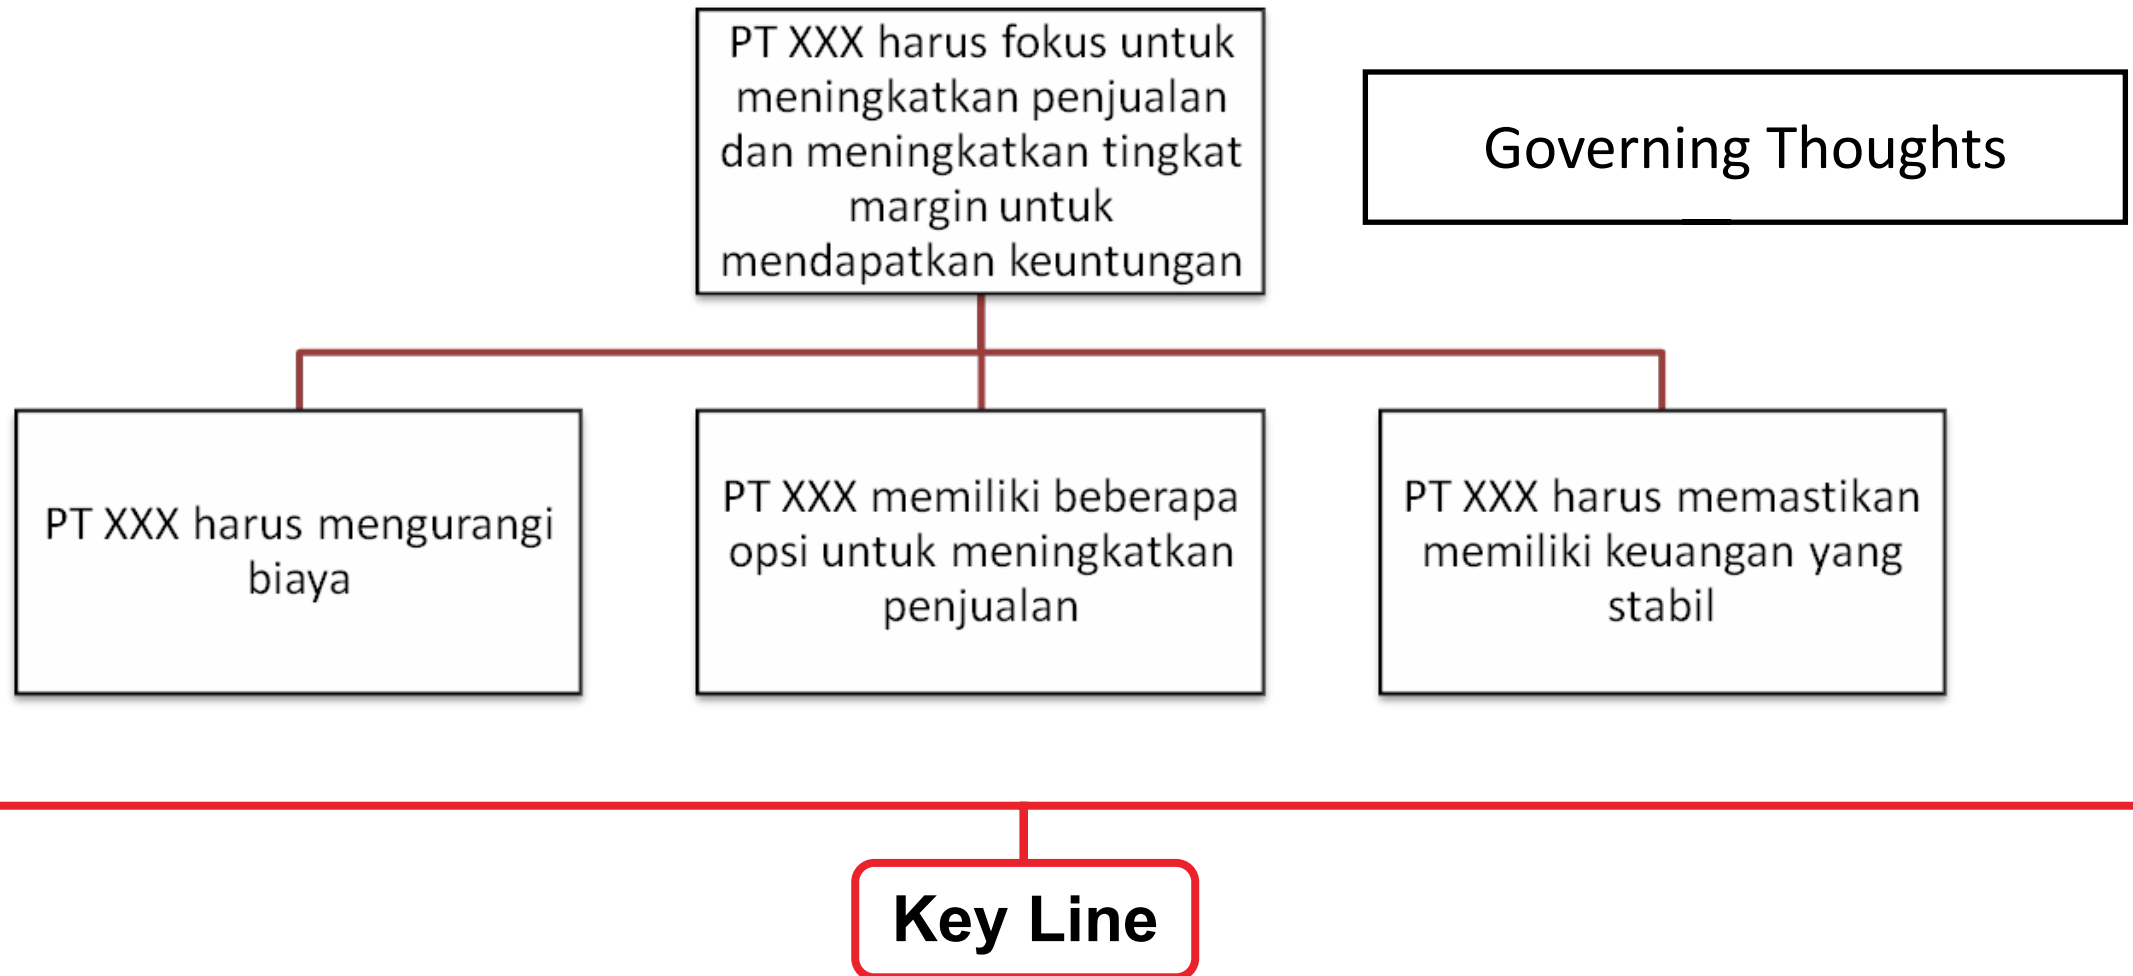 PT XXX harus fokus untuk
meningkatkan penjualan
dan meningkatkan tingkat
margin untuk
mendapatkan keuntungan
Governing Thoughts
PT XXX harus mengurangi
biaya
PT XXX memiliki beberapa
opsi untuk meningkatkan
penjualan
PT XXX harus memastikan
memiliki keuangan yang
stabil
Key Line